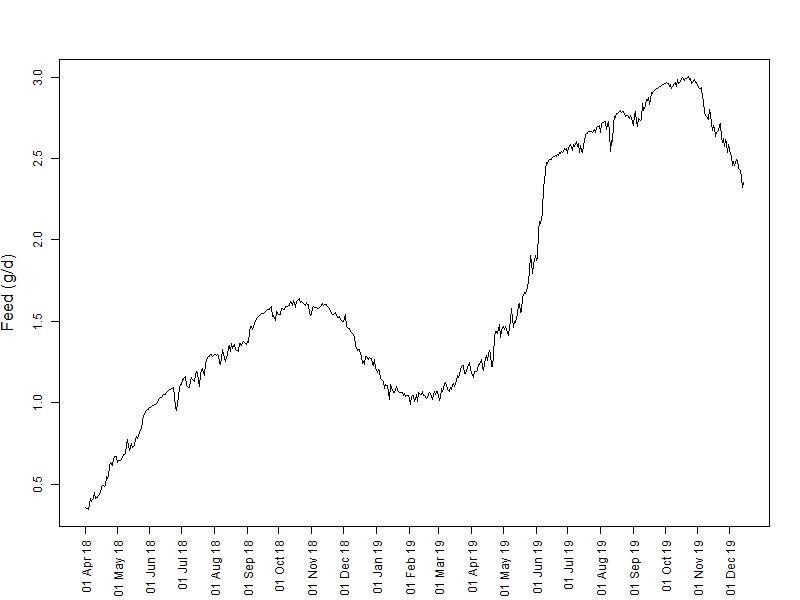 Feed (g/d)
3.0
2.5
2.0
1.5
1.0
0.5
01 Apr 18
01 May 18
01 Jun 18
01 Jul 18
01 Aug 18
01 Sep 18
01 Oct 18
01 Nov 18
01 Dec 18
01 Jan 19
01 Feb 19
01 Mar 19
01 Apr 19
01 May 19
01 Jun 19
01 Jul 19
01 Aug 19
01 Sep 19
01 Oct 19
01 Nov 19
01 Dec 19